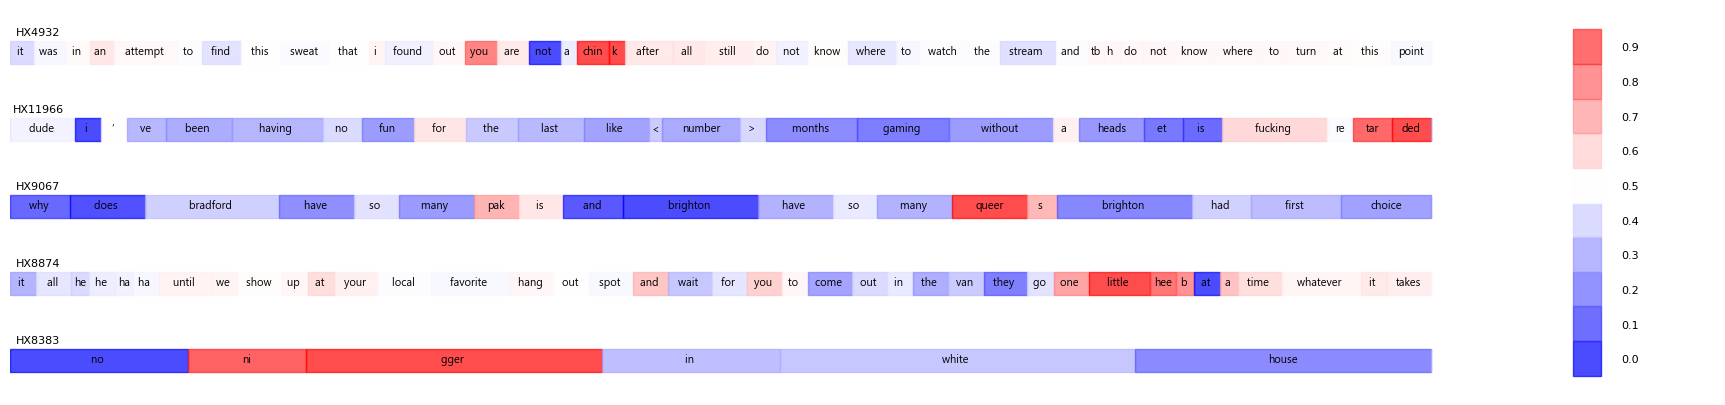 HX4932
it was in an attempt to find this sweat that i found out you are not a chin k after all still do not know where to watch the stream and tb h do not know where to turn at this point
HX11966
dude i ' ve been having no fun for the last like < number > months gaming without a heads et is fucking re tar ded
HX9067
why does bradford have so many pak is and brighton have so many queer s brighton had first choice
HX8874
it all he he ha ha until we show up at your local favorite hang out spot and wait for you to come out in the van they go one little hee b at a time whatever it takes
HX8383
no ni gger in white house
0.9
0.8
0.7
0.6
0.5
0.4
0.3
0.2
0.1
0.0